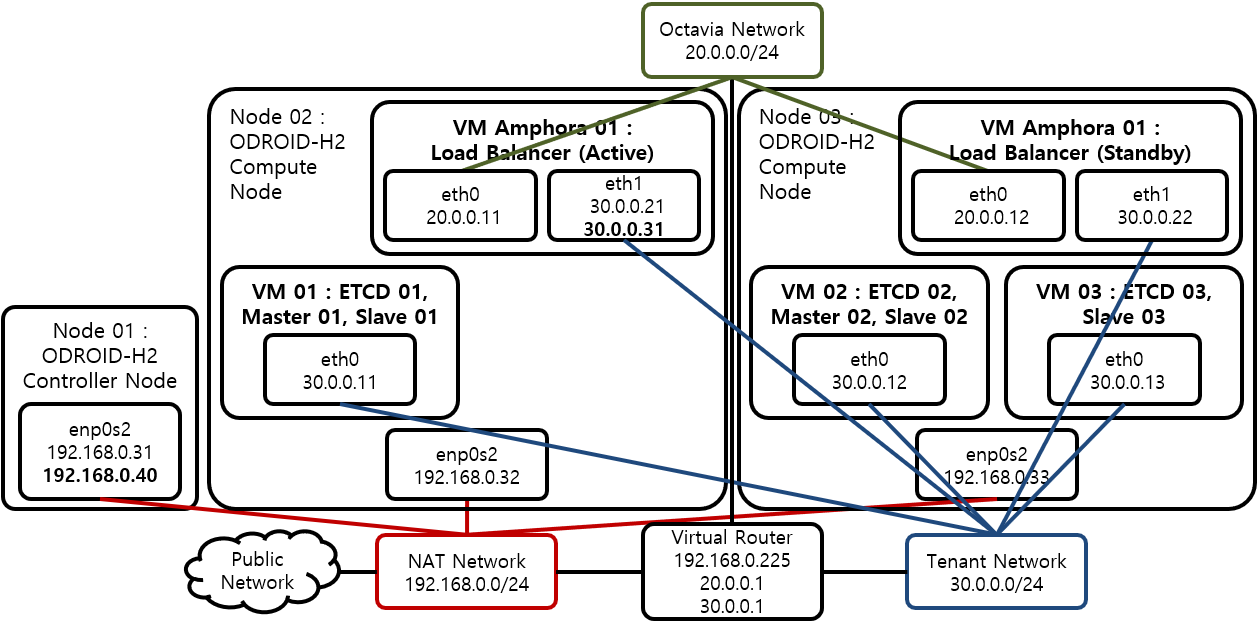 Octavia Network
20.0.0.0/24
Node 02 :
ODROID-H2
Compute
Node
VM Amphora 01 :
Load Balancer (Active)
eth0
20.0.0.11
eth1
30.0.0.21
30.0.0.31
Node 03 :
ODROID-H2
Compute
Node
VM Amphora 01 :
Load Balancer (Standby)
eth0
20.0.0.12
eth1
30.0.0.22
VM 01 : ETCD 01,
Master 01, Slave 01
eth0
30.0.0.11
VM 02 : ETCD 02,
Master 02, Slave 02
eth0
30.0.0.12
VM 03 : ETCD 03,
Slave 03
eth0
30.0.0.13
Node 01 :
ODROID-H2
Controller Node
enp0s2
192.168.0.31
192.168.0.40
enp0s2
192.168.0.32
enp0s2
192.168.0.33
Public
Network
NAT Network
192.168.0.0/24
Virtual Router
192.168.0.225
20.0.0.1
30.0.0.1
Tenant Network
30.0.0.0/24